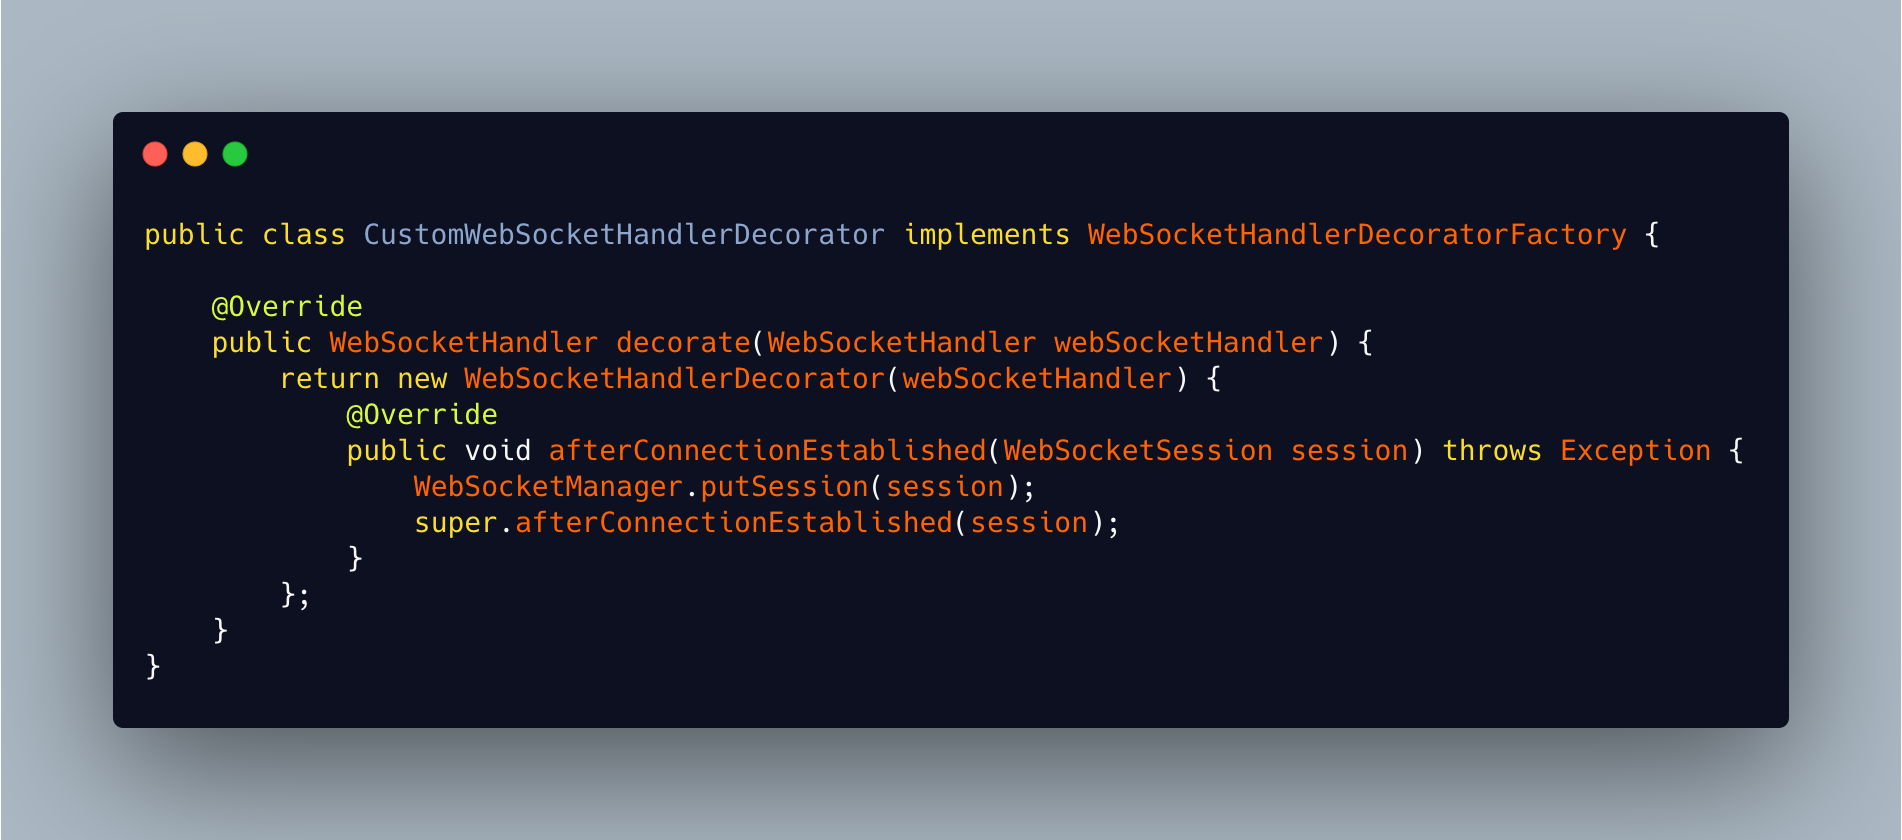 public class CustomWebSocketHandlerDecorator implements WebSocketHandlerDecoratorFactory {
@Override
public WebSocketHandler decorate(WebSocketHandler webSocketHandler) {
return new WebSocketHandlerDecorator(webSocketHandler) {
@Override
public void afterConnectionEstablished(WebSocketSession session) throws Exception {
WebSocketManager.putSession(session);
super.afterConnectionEstablished(session);
}
};
}
}